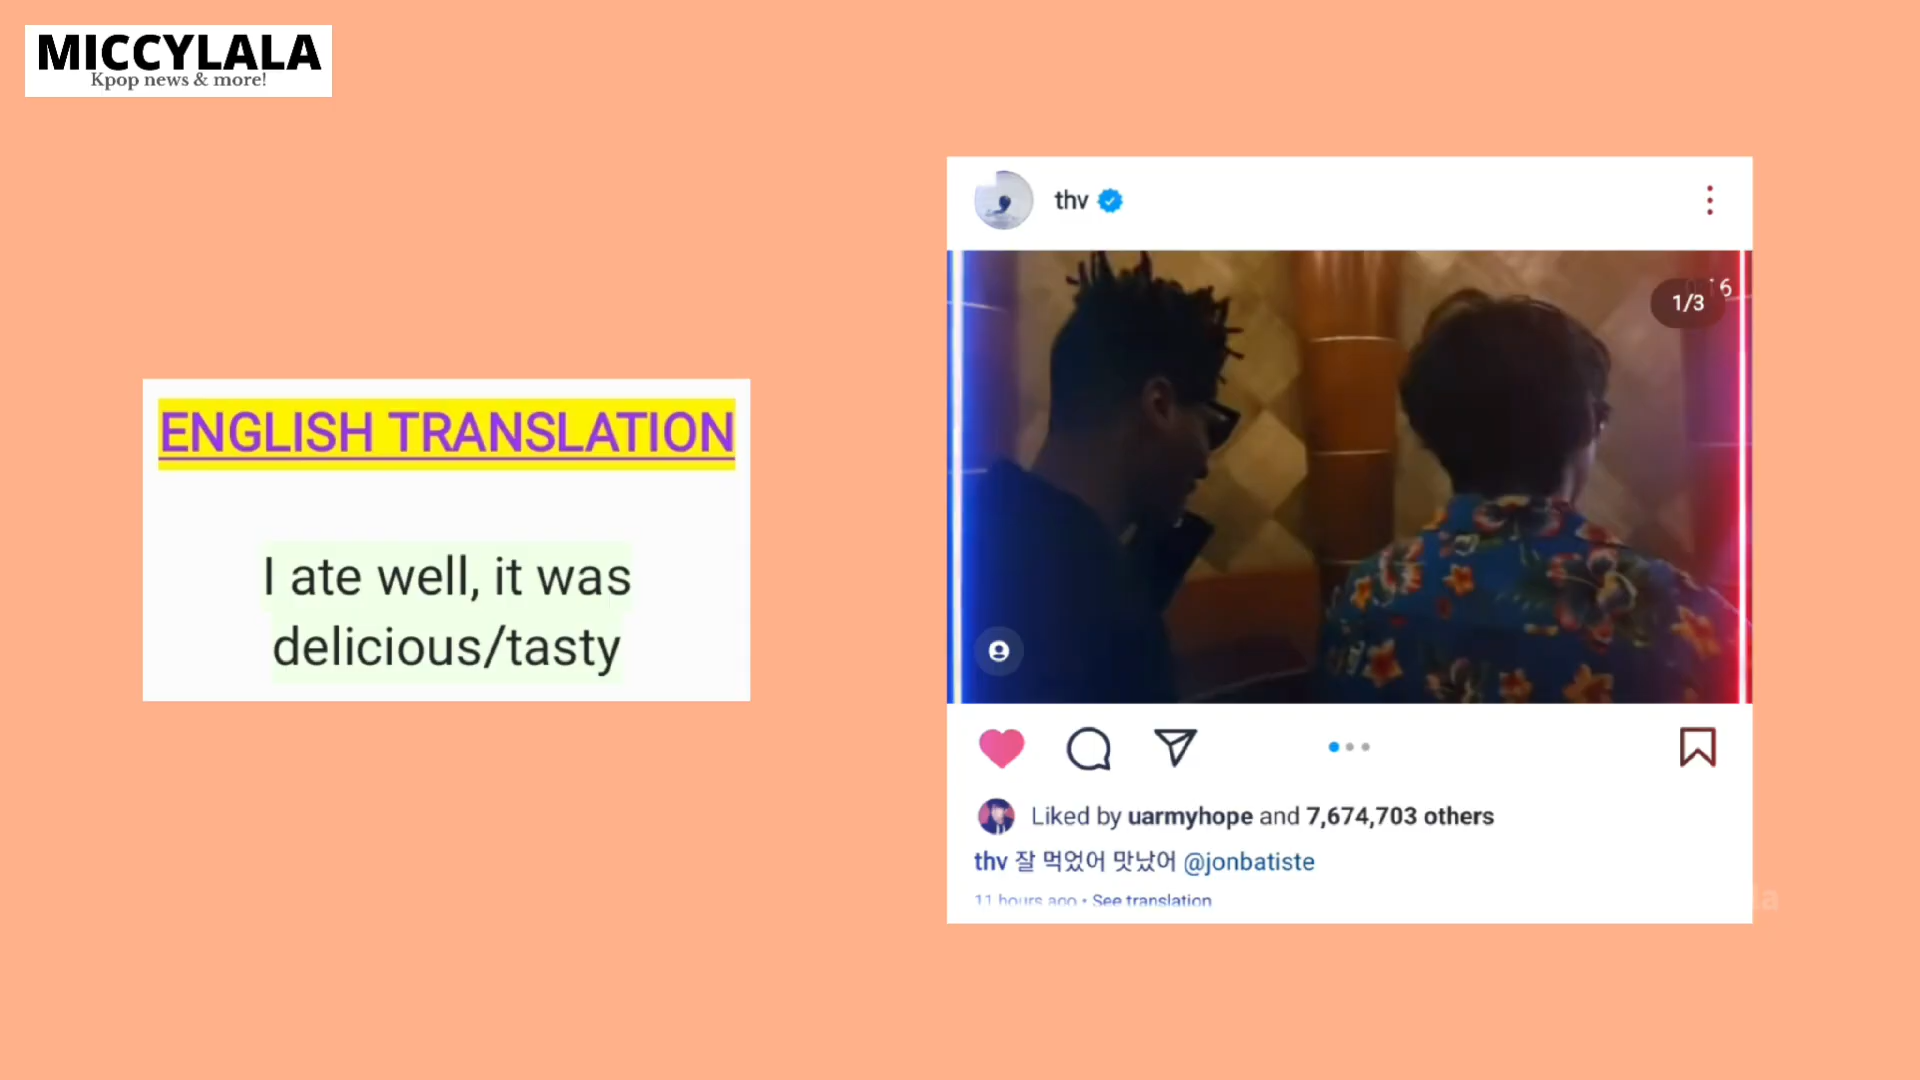 MICCYLALA
Kpop news & more!
ENGLISH TRANSLATION
I ate well, it was
delicious/tasty
thv
1/3
Liked by uarmyhope and 7,674,703 others
thv 잘 먹었어 맛났어 @jonbatiste
11 hours ago • See translation